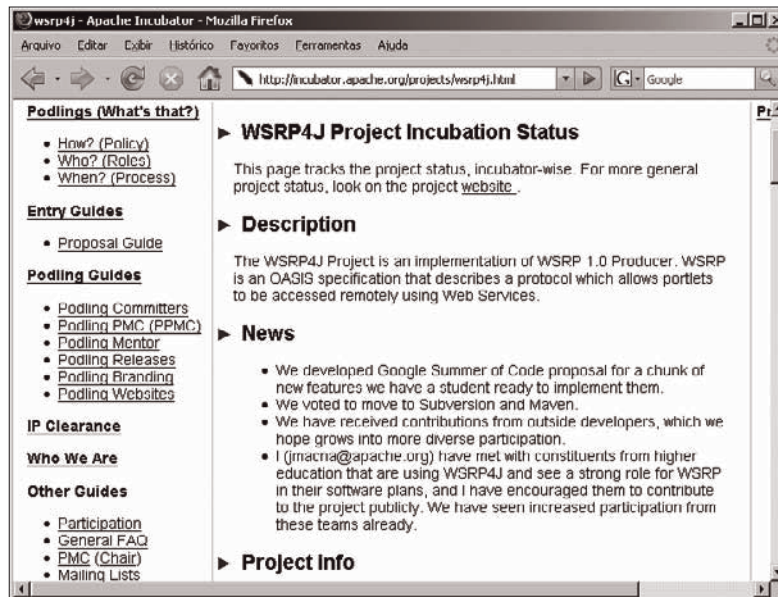 wsrp4j - Apache Incubator - Mozilla Firefox
Arquivo Editar Exibir Histórico Favoritos Ferramentas Ajuda
http://incubator.apache.org/projects/wsrp4j.html
G Google
Podlings (What's that?)
How? (Policy)
Who? (Roles)
When? (Process)
Entry Guides
Proposal Guide
Podling Guides
Podling Committers
Podling PMC (PPMC)
Podling Mentor
Podling Releases
Podling Branding
Podling Websites
IP Clearance
Who We Are
Other Guides
Participation
General FAQ
PMC (Chair)
Mailing Lists
WSRP4J Project Incubation Status
This page tracks the project status, incubator-wise. For more general
project status, look on the project website .
Description
The WSRP4J Project is an implementation of WSRP 1.0 Producer. WSRP
is an OASIS specification that describes a protocol which allows portlets
to be accessed remotely using Web Services.
News
We developed Google Summer of Code proposal for a chunk of
new features we have a student ready to implement them.
We voted to move to Subversion and Maven.
We have received contributions from outside developers, which we
hope grows into more diverse participation.
I (jmacna@apache.org) have met with constituents from higher
education that are using WSRP4J and see a strong role for WSRP
in their software plans, and I have encouraged them to contribute
to the project publicly. We have seen increased participation from
these teams already.
Project Info